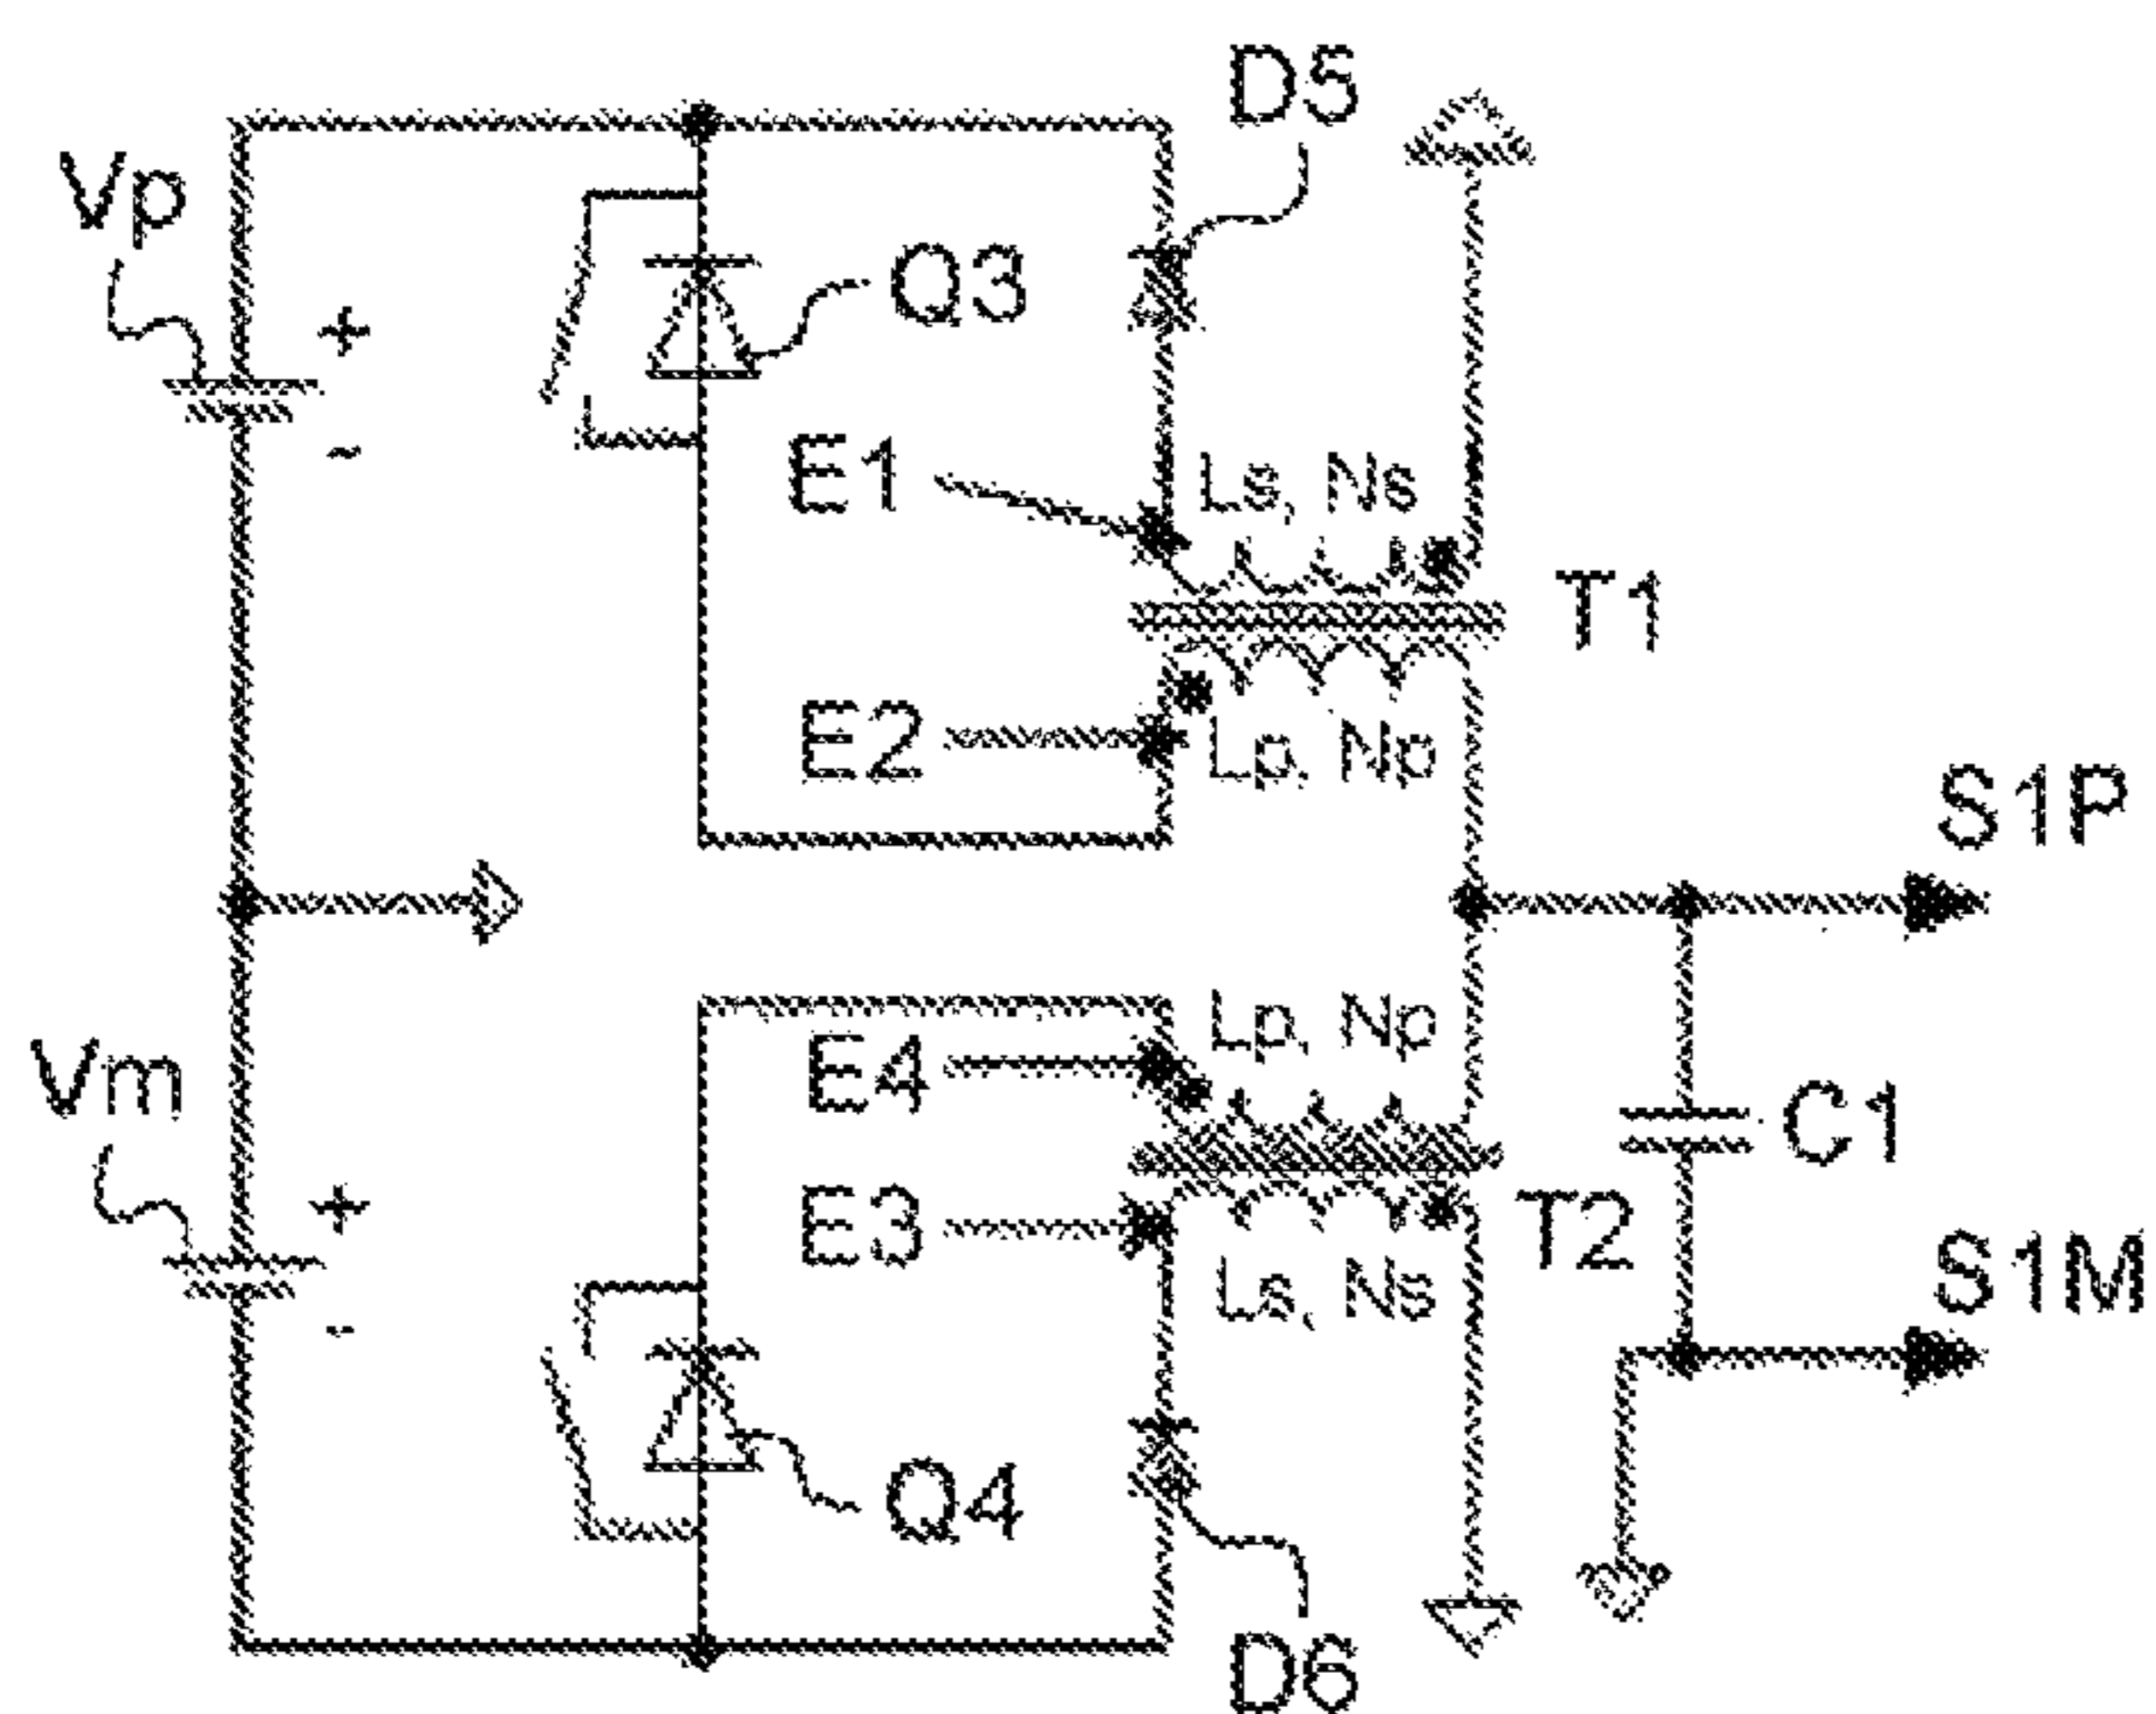 D5
Vp
+
Q3
-
E1
Ls, Ns
T1
E2
Lp, Np
S1P
Lp, Np
E4
Vm
C1
+
E3
T2
Ls, Ns
S1M
-
Q4
D6